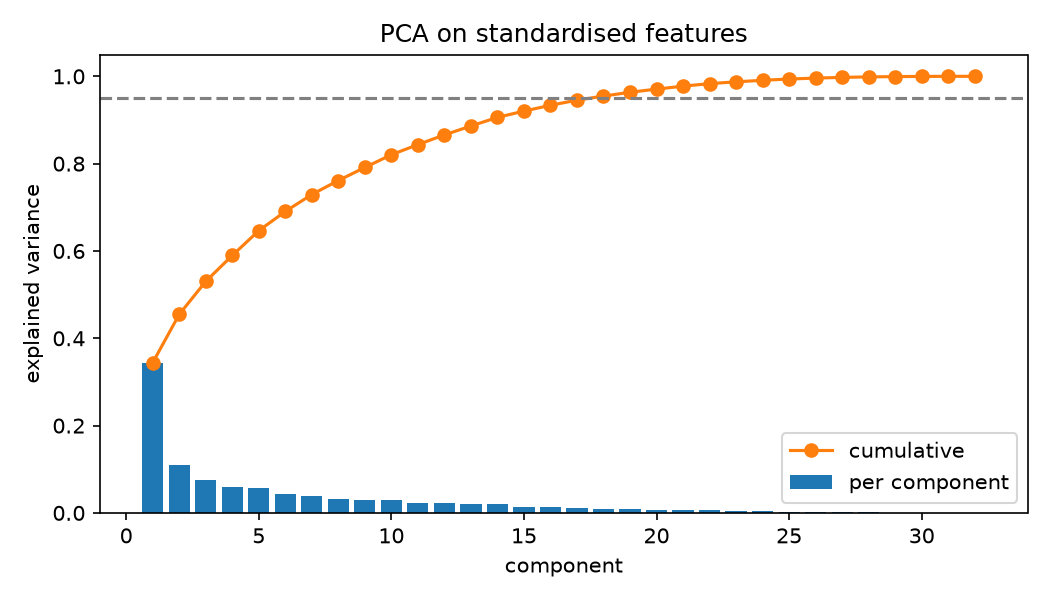 PCA on standardised features
explained variance
1.0
0.8
0.6
0.4
0.2
0.0
cumulative
per component
0 5 10 15 20 25 30
component